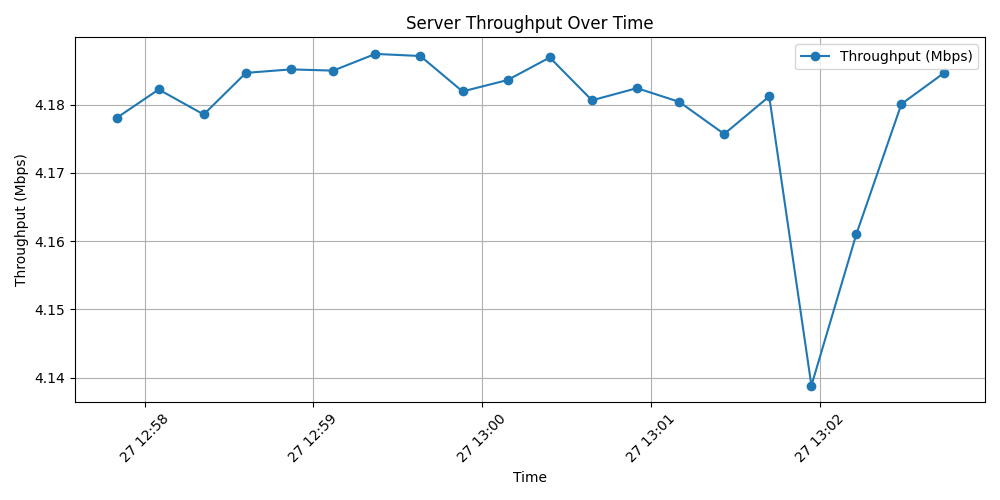 Server Throughput Over Time
Throughput (Mbps)
Throughput (Mbps)
4.18
4.17
4.16
4.15
4.14
27 12:58
27 12:59
27 13:00
27 13:01
27 13:02
Time